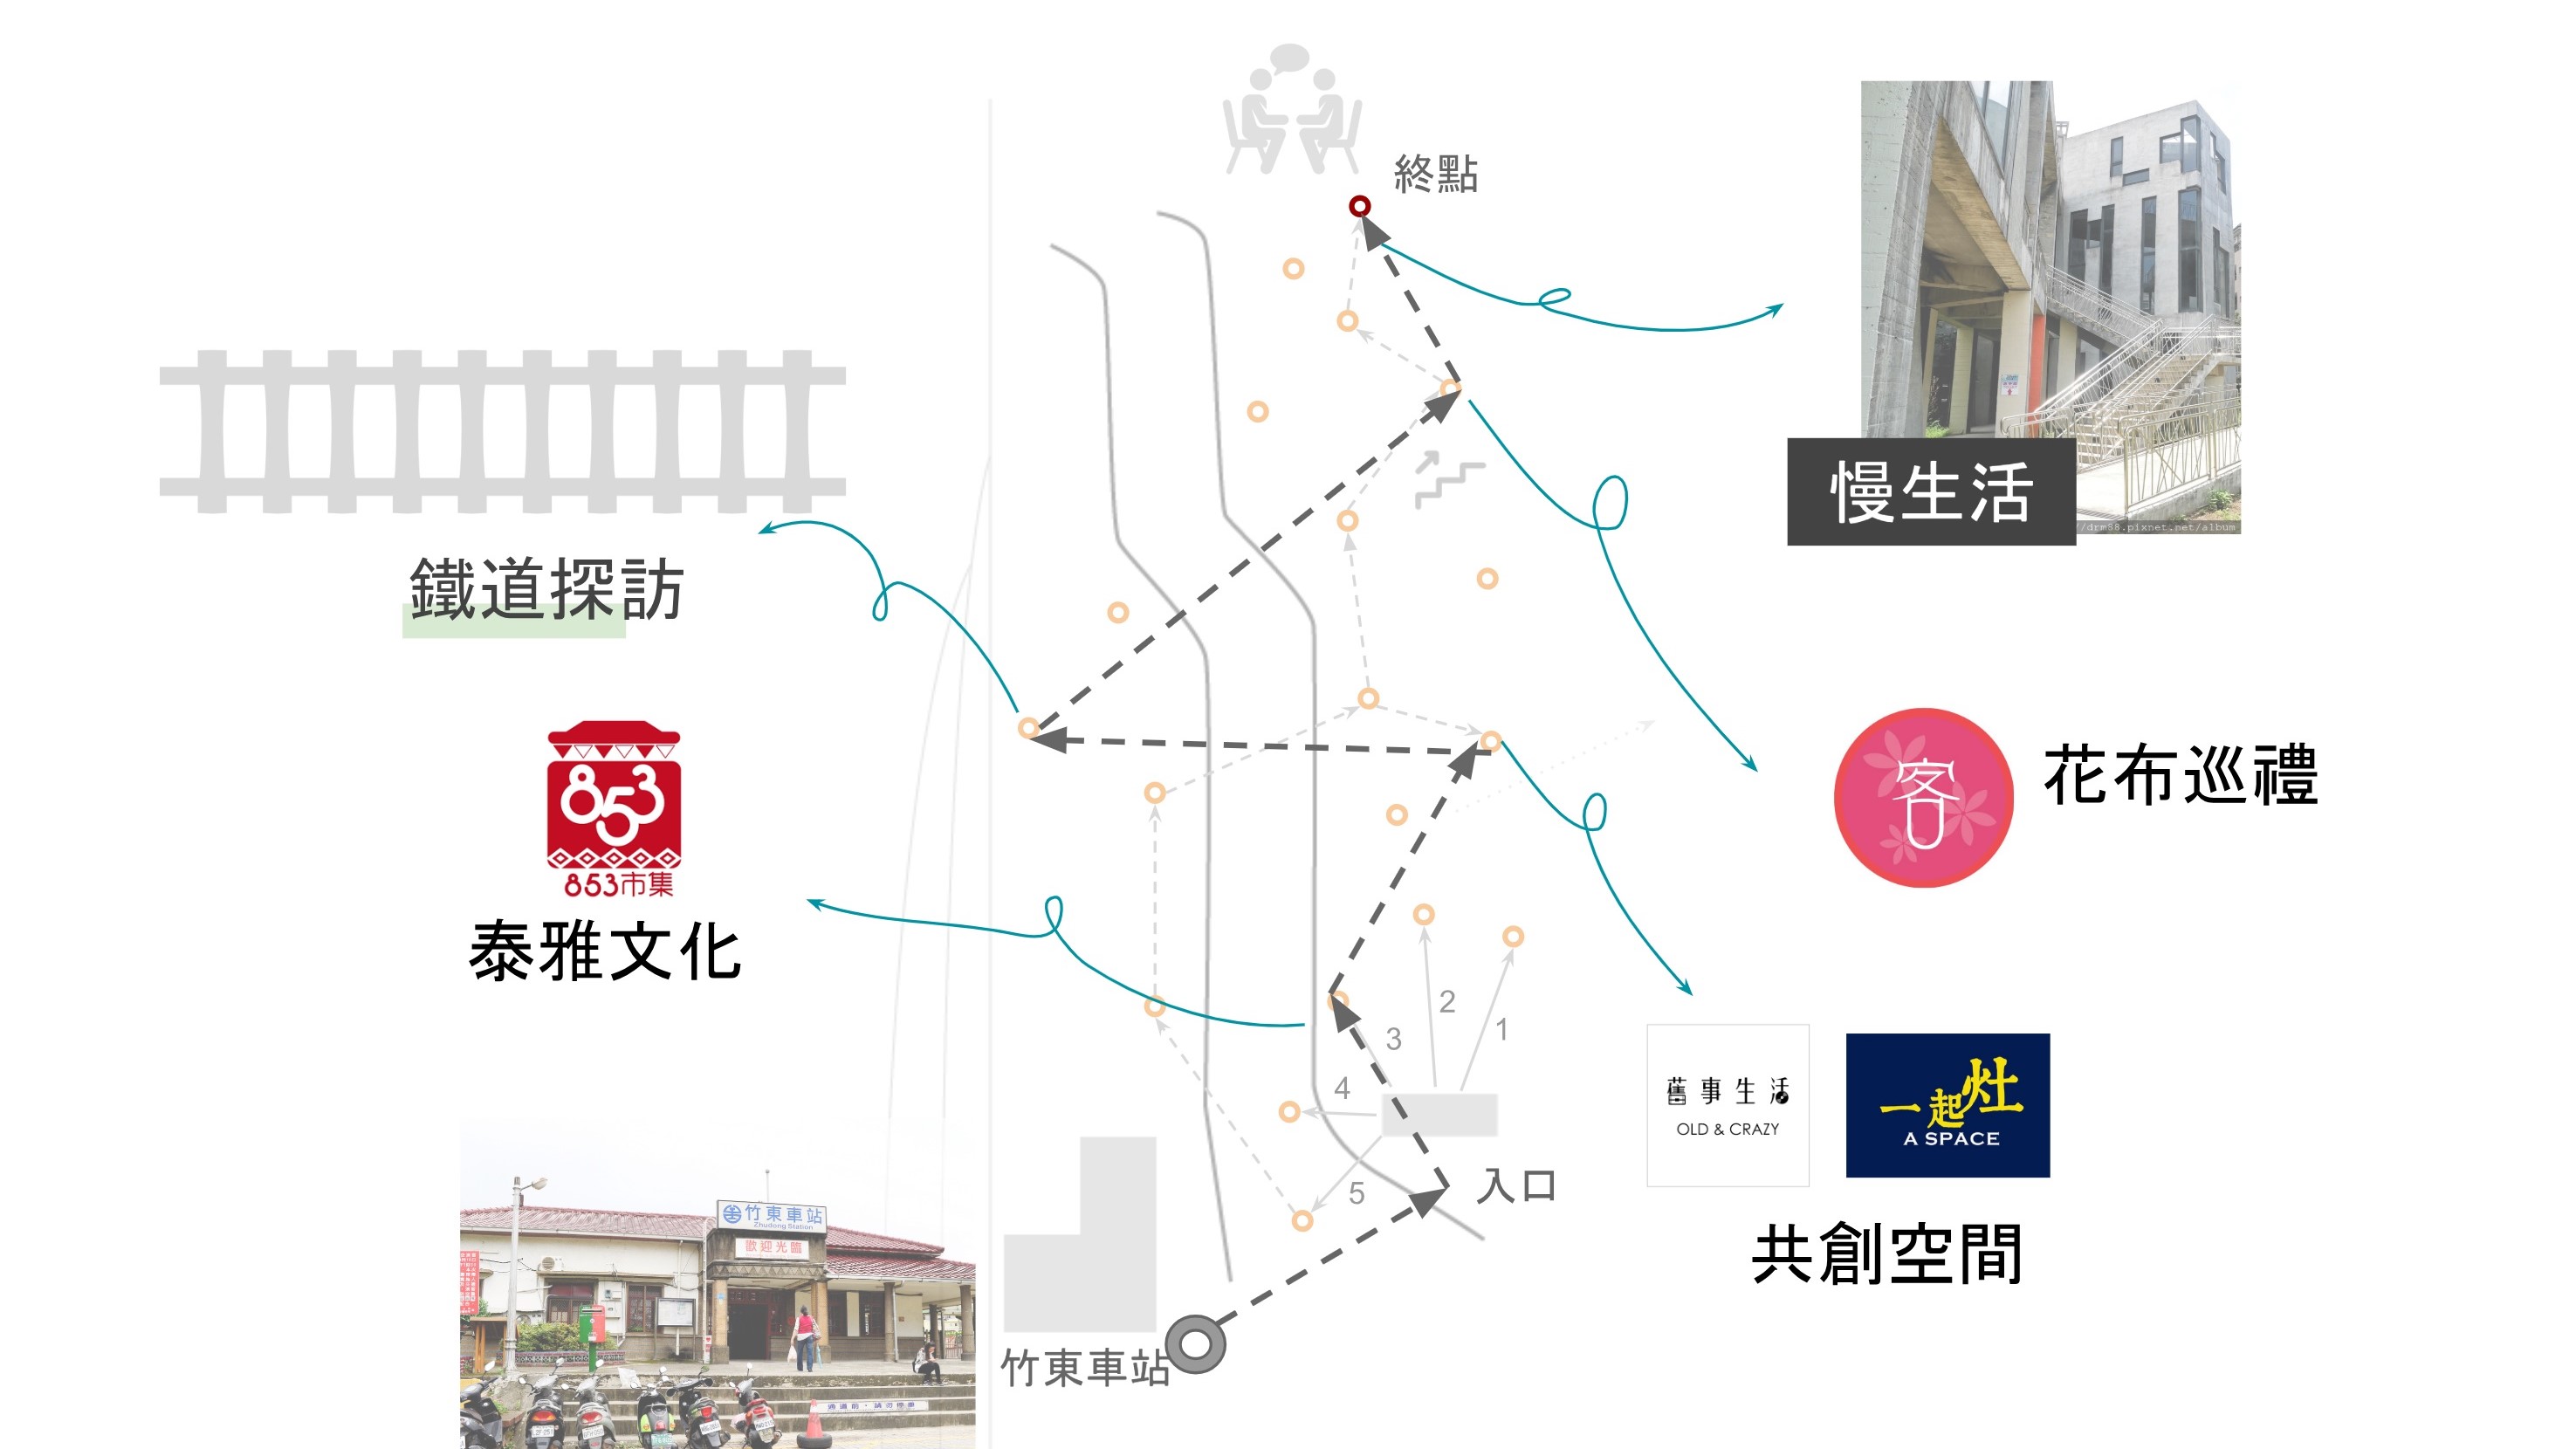 終點
//drm88.pixnet.net/album
慢生活
鐵道探訪
853
853市集
泰雅文化
客
花布巡禮
2
1
3
4
5
入口
舊事生活
OLD & CRAZY
一起灶
A SPACE
共創空間
竹東車站
Zhudong Station
歡迎光臨
竹東車站